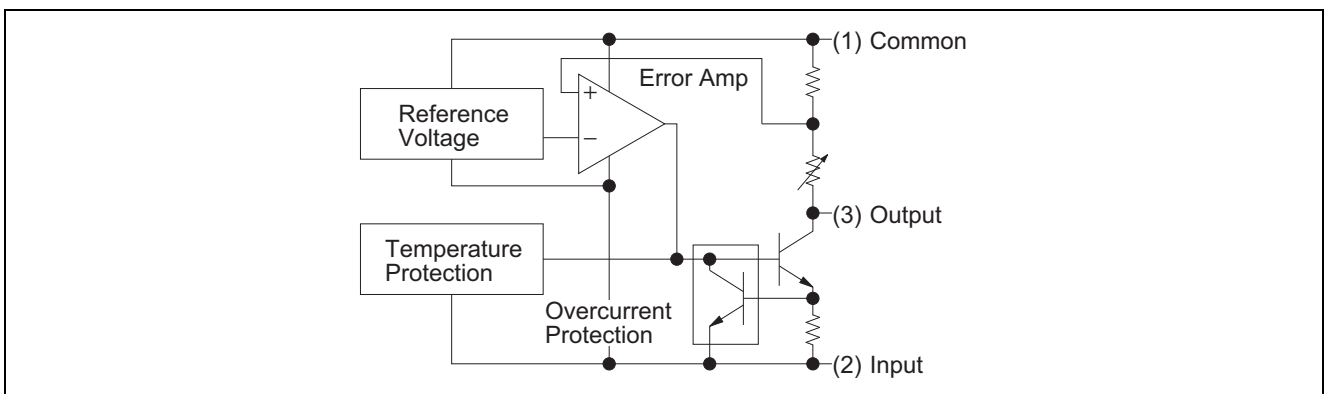 (1) Common
Error Amp
+
Reference
Voltage
−
(3) Output
Temperature
Protection
Overcurrent
Protection
(2) Input